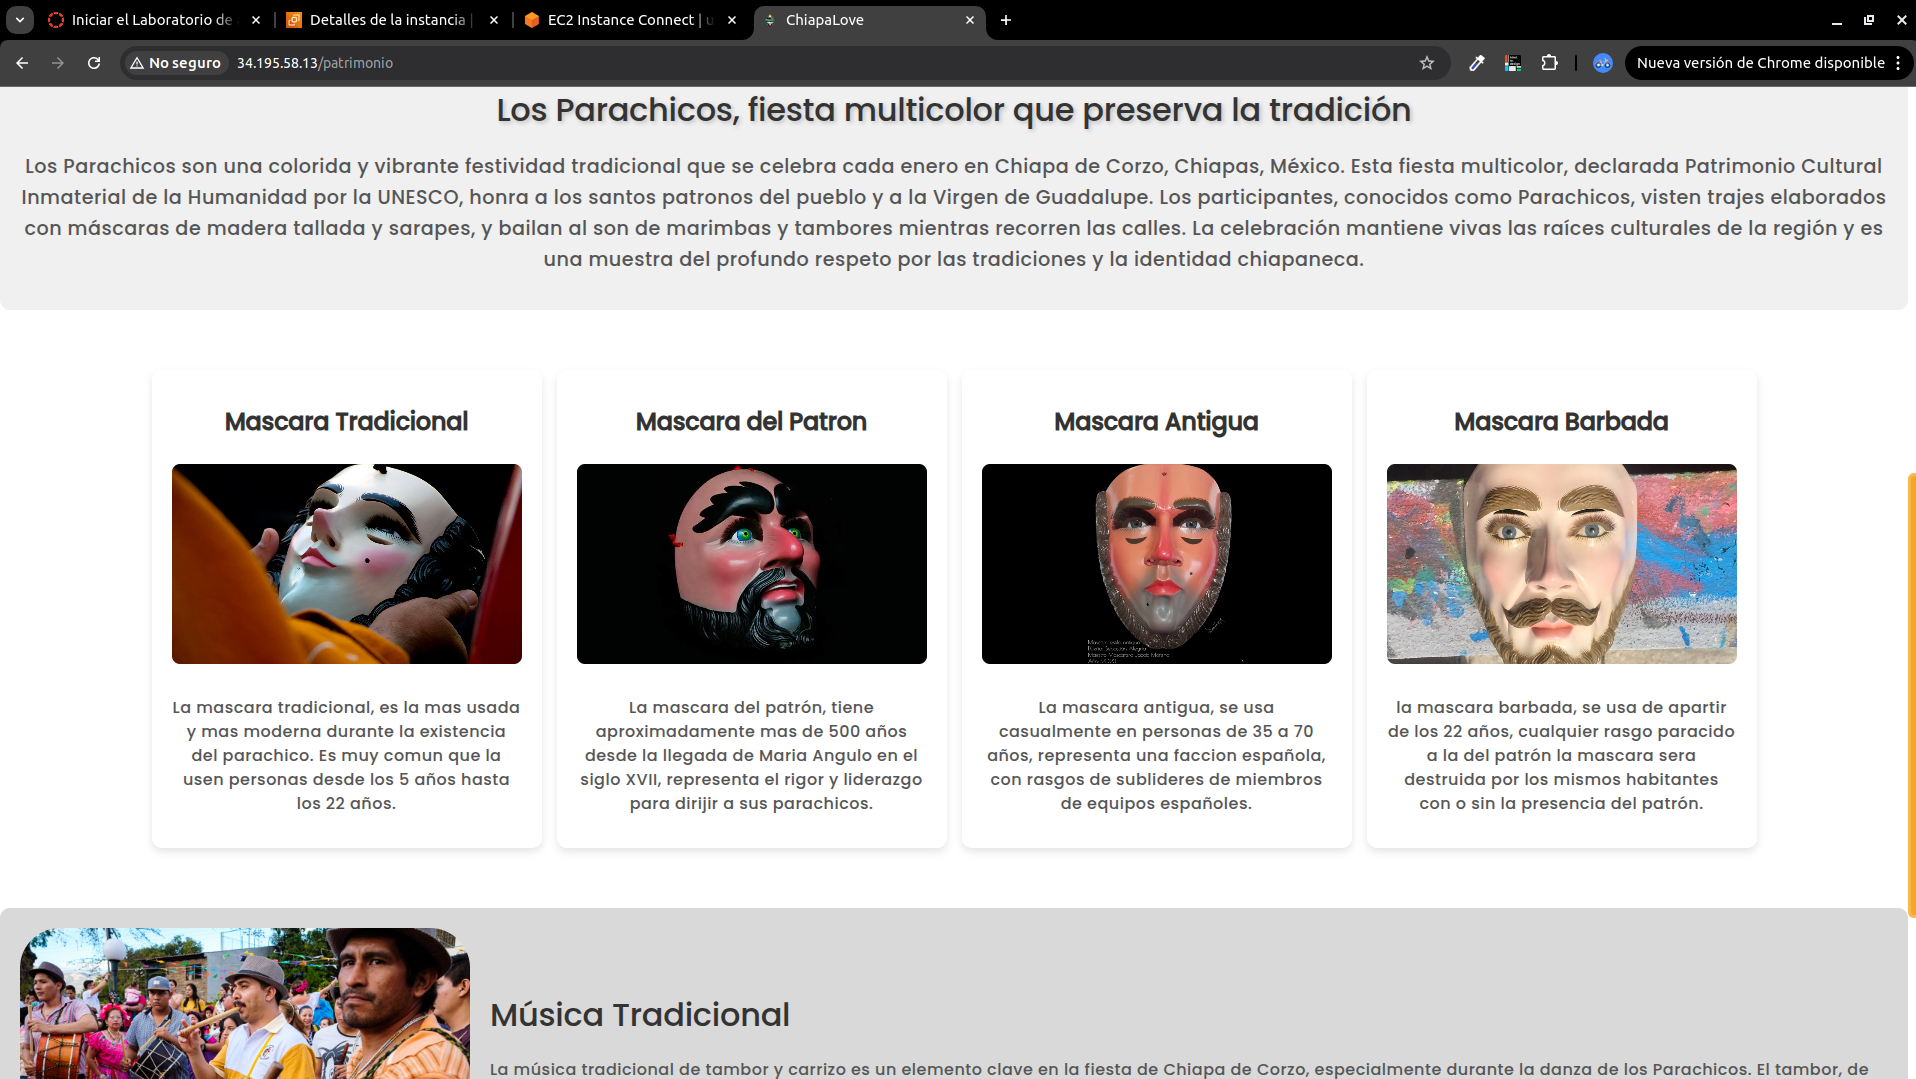 Iniciar el Laboratorio de
Detalles de la instancia
EC2 Instance Connect | u
ChiapaLove
No seguro
34.195.58.13/patrimonio
Nueva versión de Chrome disponible
Los Parachicos, fiesta multicolor que preserva la tradición
Los Parachicos son una colorida y vibrante festividad tradicional que se celebra cada enero en Chiapa de Corzo, Chiapas, México. Esta fiesta multicolor, declarada Patrimonio Cultural
Inmaterial de la Humanidad por la UNESCO, honra a los santos patronos del pueblo y a la Virgen de Guadalupe. Los participantes, conocidos como Parachicos, visten trajes elaborados
con máscaras de madera tallada y sarapes, y bailan al son de marimbas y tambores mientras recorren las calles. La celebración mantiene vivas las raíces culturales de la región y es
una muestra del profundo respeto por las tradiciones y la identidad chiapaneca.
Mascara Tradicional
La mascara tradicional, es la mas usada
y mas moderna durante la existencia
del parachico. Es muy comun que la
usen personas desde los 5 años hasta
los 22 años.
Mascara del Patron
La mascara del patrón, tiene
aproximadamente mas de 500 años
desde la llegada de Maria Angulo en el
siglo XVII, representa el rigor y liderazgo
para dirijir a sus parachicos.
Mascara Antigua
La mascara antigua, se usa
casualmente en personas de 35 a 70
años, representa una faccion española,
con rasgos de sublideres de miembros
de equipos españoles.
Mascara Barbada
la mascara barbada, se usa de apartir
de los 22 años, cualquier rasgo paracido
a la del patrón la mascara sera
destruida por los mismos habitantes
con o sin la presencia del patrón.
Música Tradicional
La música tradicional de tambor y carrizo es un elemento clave en la fiesta de Chiapa de Corzo, especialmente durante la danza de los Parachicos. El tambor, de